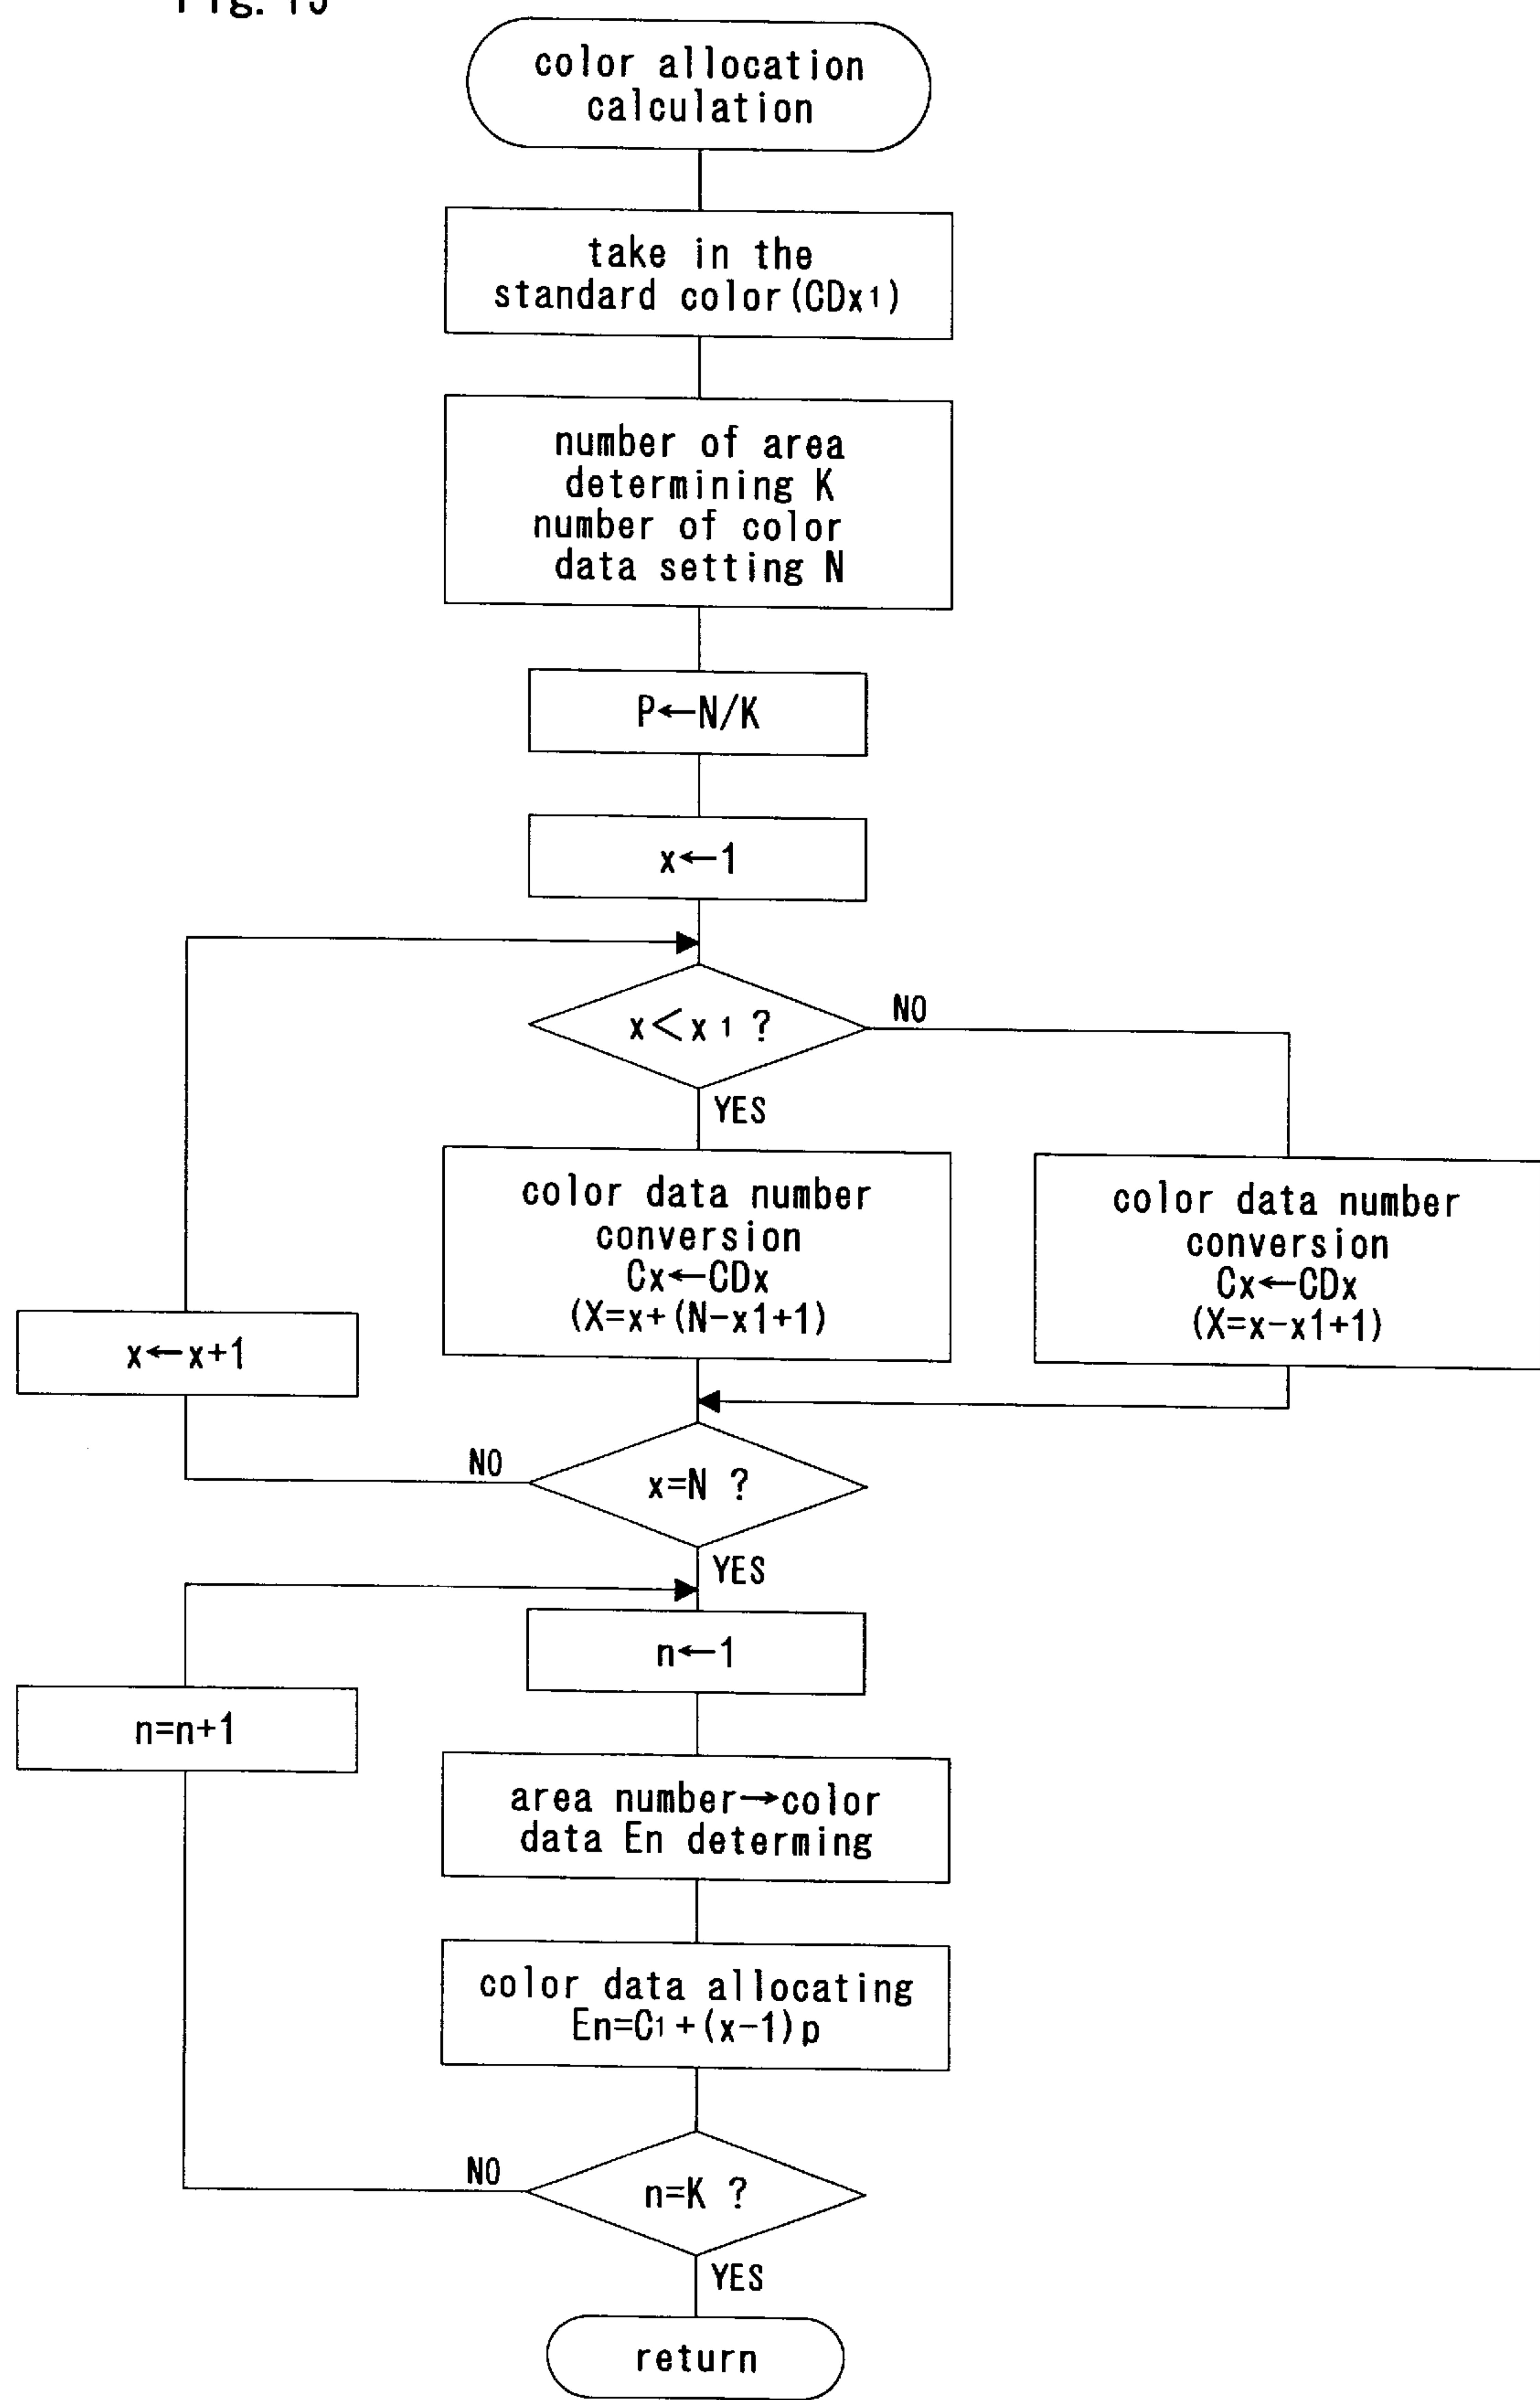 Fig. 15
color allocation
calculation
take in the
standard color(CDx1)
number of area
determining K
number of color
data setting N
P←N/K
x←1
x<x1 ?
NO
YES
color data number
conversion
Cx←CDx
(X=x+(N-x1+1)
color data number
conversion
Cx←CDx
(X=x-x1+1)
x←x+1
NO
x=N ?
YES
n←1
n=n+1
area number→color
data En determing
color data allocating
En=C1+(x-1)p
NO
n=K ?
YES
return